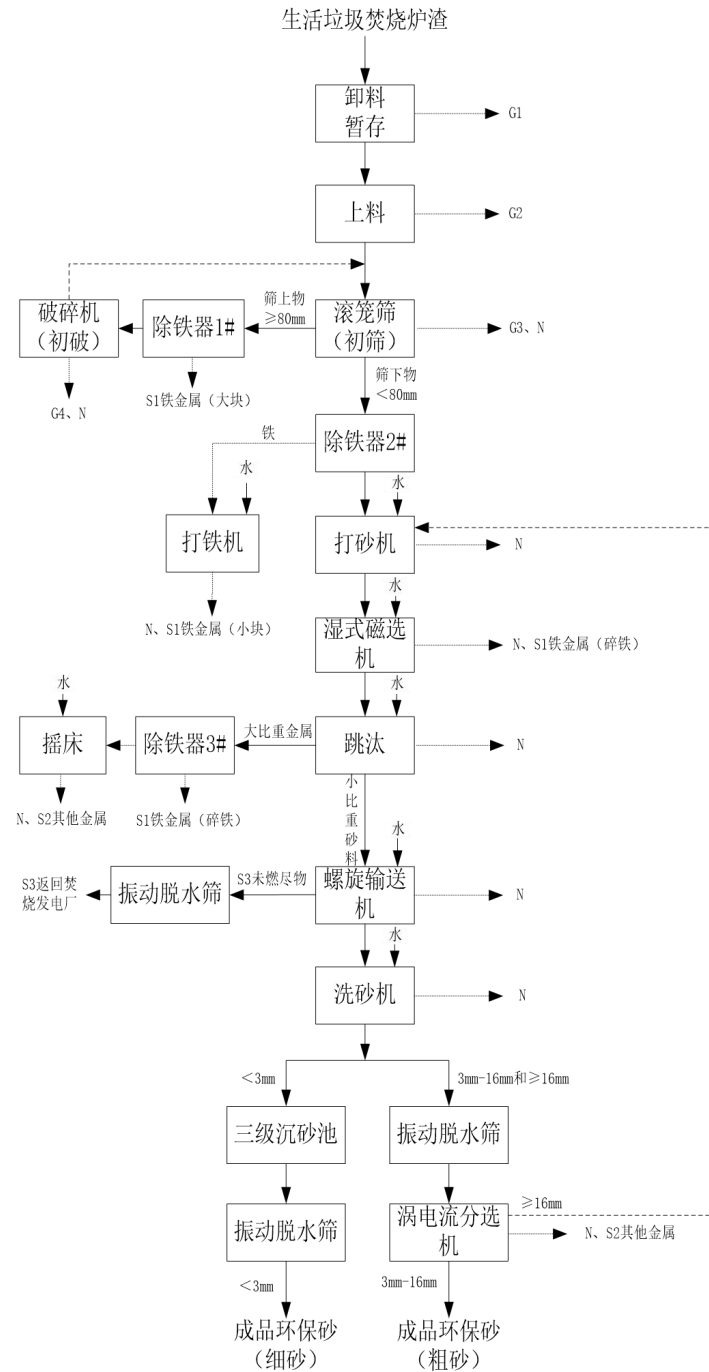 生活垃圾焚烧炉渣
卸料
暂存
G1
上料
G2
破碎机
（初破）
除铁器1#
筛上物
≥80mm
滚笼筛
（初筛）
G3、N
G4、N
S1铁金属（大块）
筛下物
＜80mm
铁
除铁器2#
水
水
打铁机
打砂机
N
N、S1铁金属（小块）
水
湿式磁选
机
N、S1铁金属（碎铁）
水
水
摇床
除铁器3#
大比重金属
跳汰
N
N、S2其他金属
S1铁金属（碎铁）
小
比
重
砂
料
水
S3返回焚
烧发电厂
振动脱水筛
S3未燃尽物
螺旋输送
机
N
水
洗砂机
N
＜3mm
3mm-16mm和≥16mm
三级沉砂池
振动脱水筛
≥16mm
振动脱水筛
涡电流分选
机
N、S2其他金属
＜3mm
3mm-16mm
成品环保砂
（细砂）
成品环保砂
（粗砂）